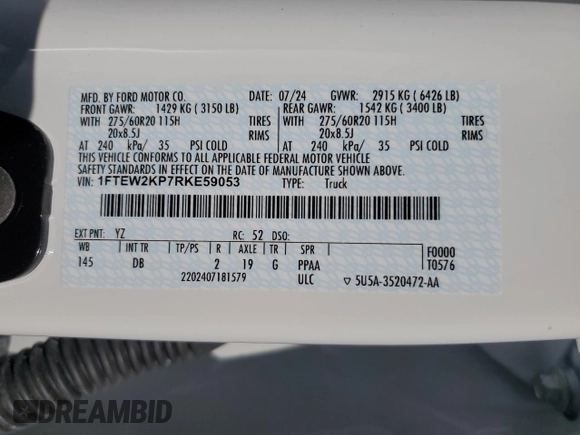 MFD. BY FORD MOTOR CO. DATE: 07/24 GVWR: 2915 KG ( 6426 LB)
FRONT GAWR: 1429 KG ( 3150 LB) REAR GAWR: 1542 KG ( 3400 LB)
WITH 275/60R20 115H TIRES WITH 275/60R20 115H TIRES
20x8.5J RIMS 20x8.5J RIMS
AT 240 kPa/ 35 PSI COLD AT 240 kPa/ 35 PSI COLD
THIS VEHICLE CONFORMS TO ALL APPLICABLE FEDERAL MOTOR VEHICLE
SAFETY STANDARDS IN EFFECT ON THE DATE OF MANUFACTURE SHOWN ABOVE.
VIN: 1FTEW2KP7RKE59053 TYPE: Truck
EXT PNT: YZ RC: 52 DSO:
WB INT TR TP/PS R AXLE TR SPR F0000
145 DB 2 19 G PPAA T0576
2202407181579 ULC ▽ 5U5A-3520472-AA
DREAMBID